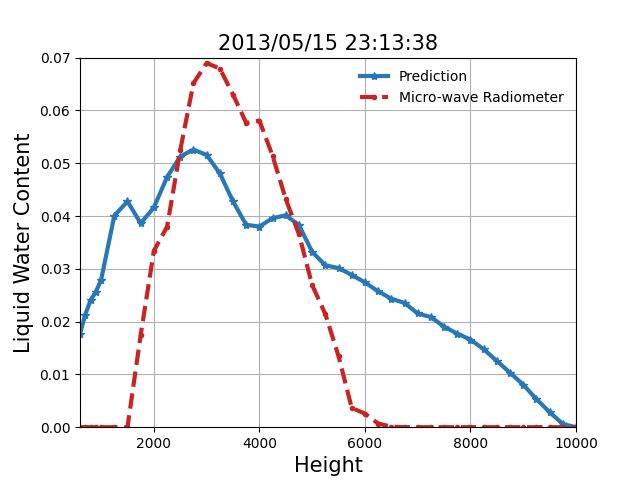 2013/05/15 23:13:38
Prediction
Micro-wave Radiometer
Liquid Water Content
0.07
0.06
0.05
0.04
0.03
0.02
0.01
0.00
2000 4000 6000 8000 10000
Height